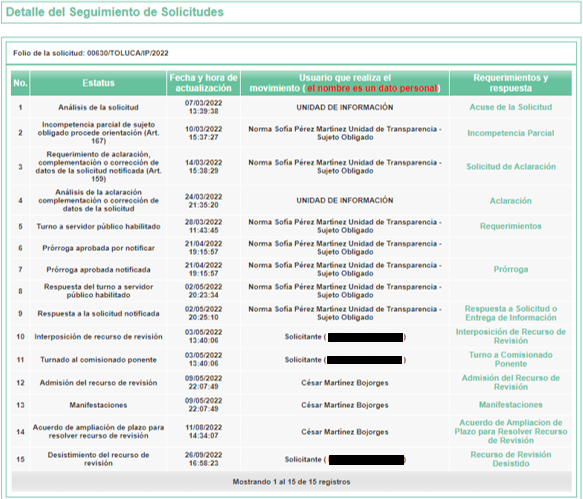 Detalle del Seguimiento de Solicitudes
Folio de la solicitud: 00630/TOLUCA/IP/2022
No. Estatus Fecha y hora de actualización Usuario que realiza el movimiento ( el nombre es un dato personal) Requerimientos y respuesta
1 Análisis de la solicitud 07/03/2022 13:39:38 UNIDAD DE INFORMACIÓN Acuse de la Solicitud
2 Incompetencia parcial de sujeto obligado procede orientación (Art. 167) 10/03/2022 15:37:27 Norma Sofía Pérez Martínez Unidad de Transparencia - Sujeto Obligado Incompetencia Parcial
3 Requerimiento de aclaración, complementación o corrección de datos de la solicitud notificada (Art. 159) 14/03/2022 15:38:29 Norma Sofía Pérez Martínez Unidad de Transparencia - Sujeto Obligado Solicitud de Aclaración
4 Análisis de la aclaración complementación o corrección de datos de la solicitud 24/03/2022 21:35:20 UNIDAD DE INFORMACIÓN Aclaración
5 Turno a servidor público habilitado 28/03/2022 11:43:45 Norma Sofía Pérez Martínez Unidad de Transparencia - Sujeto Obligado Requerimientos
6 Prórroga aprobada por notificar 21/04/2022 19:15:57 Norma Sofía Pérez Martínez Unidad de Transparencia - Sujeto Obligado
7 Prórroga aprobada notificada 21/04/2022 19:15:57 Norma Sofía Pérez Martínez Unidad de Transparencia - Sujeto Obligado Prórroga
8 Respuesta del turno a servidor público habilitado 02/05/2022 20:23:34 Norma Sofía Pérez Martínez Unidad de Transparencia - Sujeto Obligado
9 Respuesta a la solicitud notificada 02/05/2022 20:25:10 Norma Sofía Pérez Martínez Unidad de Transparencia - Sujeto Obligado Respuesta a Solicitud o Entrega de Información
10 Interposición de recurso de revisión 03/05/2022 13:40:06 Solicitante ( ) Interposición de Recurso de Revisión
11 Turnado al comisionado ponente 03/05/2022 13:40:06 Solicitante ( ) Turno a Comisionado Ponente
12 Admisión del recurso de revisión 09/05/2022 22:07:49 César Martínez Bojorges Admisión del Recurso de Revisión
13 Manifestaciones 09/05/2022 22:07:49 César Martínez Bojorges Manifestaciones
14 Acuerdo de ampliación de plazo para resolver recurso de revisión 11/08/2022 14:34:07 César Martínez Bojorges Acuerdo de Ampliacion de Plazo para Resolver Recurso de Revisión
15 Desistimiento del recurso de revisión 26/09/2022 16:58:23 Solicitante ( ) Recurso de Revisión Desistido
Mostrando 1 al 15 de 15 registros